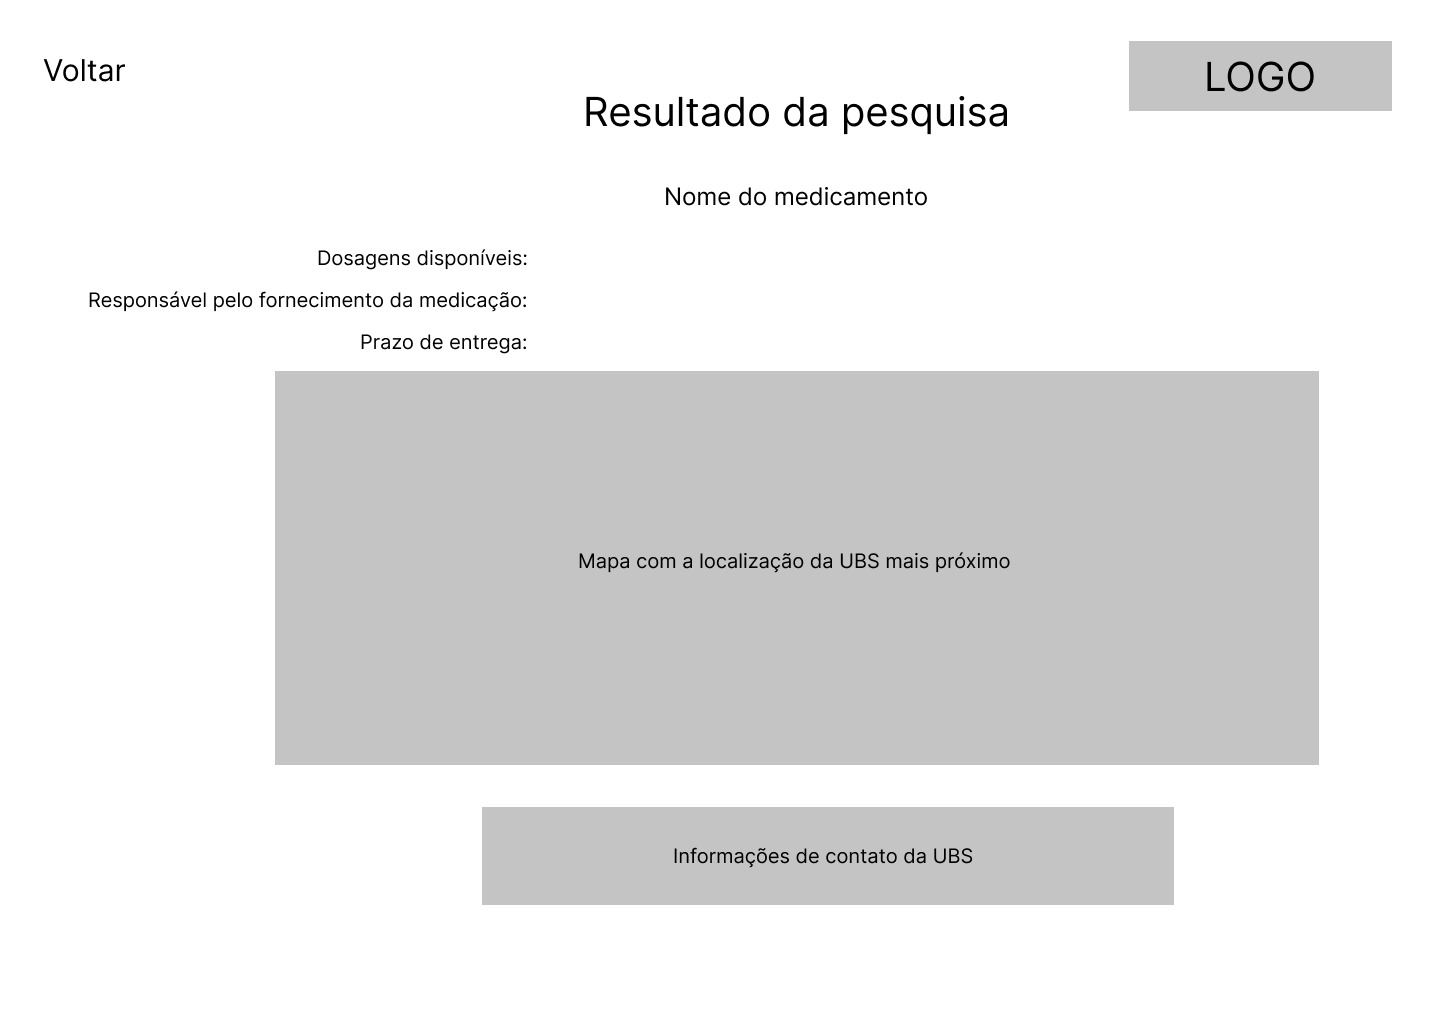 Voltar
LOGO
Resultado da pesquisa
Nome do medicamento
Dosagens disponíveis:
Responsável pelo fornecimento da medicação:
Prazo de entrega:
Mapa com a localização da UBS mais próximo
Informações de contato da UBS